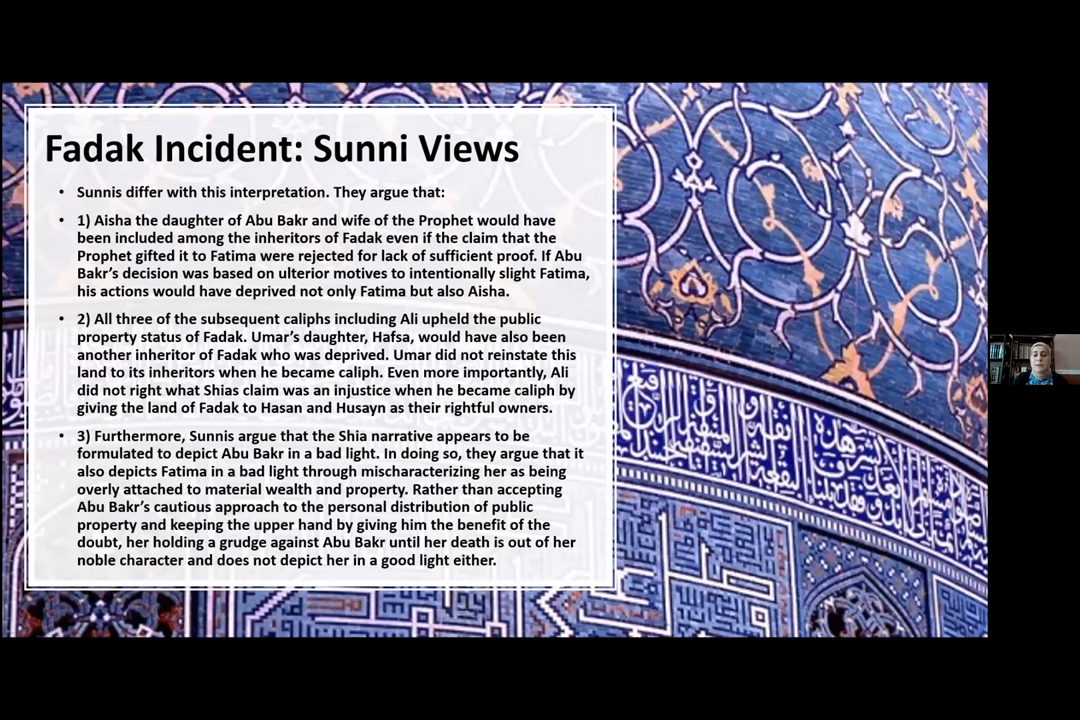 Fadak Incident: Sunni Views
• Sunnis differ with this interpretation. They argue that:
• 1) Aisha the daughter of Abu Bakr and wife of the Prophet would have
been included among the inheritors of Fadak even if the claim that the
Prophet gifted it to Fatima were rejected for lack of sufficient proof. If Abu
Bakr’s decision was based on ulterior motives to intentionally slight Fatima,
his actions would have deprived not only Fatima but also Aisha.
• 2) All three of the subsequent caliphs including Ali upheld the public
property status of Fadak. Umar’s daughter, Hafsa, would have also been
another inheritor of Fadak who was deprived. Umar did not reinstate this
land to its inheritors when he became caliph. Even more importantly, Ali
did not right what Shias claim was an injustice when he became caliph by
giving the land of Fadak to Hasan and Husayn as their rightful owners.
• 3) Furthermore, Sunnis argue that the Shia narrative appears to be
formulated to depict Abu Bakr in a bad light. In doing so, they argue that it
also depicts Fatima in a bad light through mischaracterizing her as being
overly attached to material wealth and property. Rather than accepting
Abu Bakr’s cautious approach to the personal distribution of public
property and keeping the upper hand by giving him the benefit of the
doubt, her holding a grudge against Abu Bakr until her death is out of her
noble character and does not depict her in a good light either.